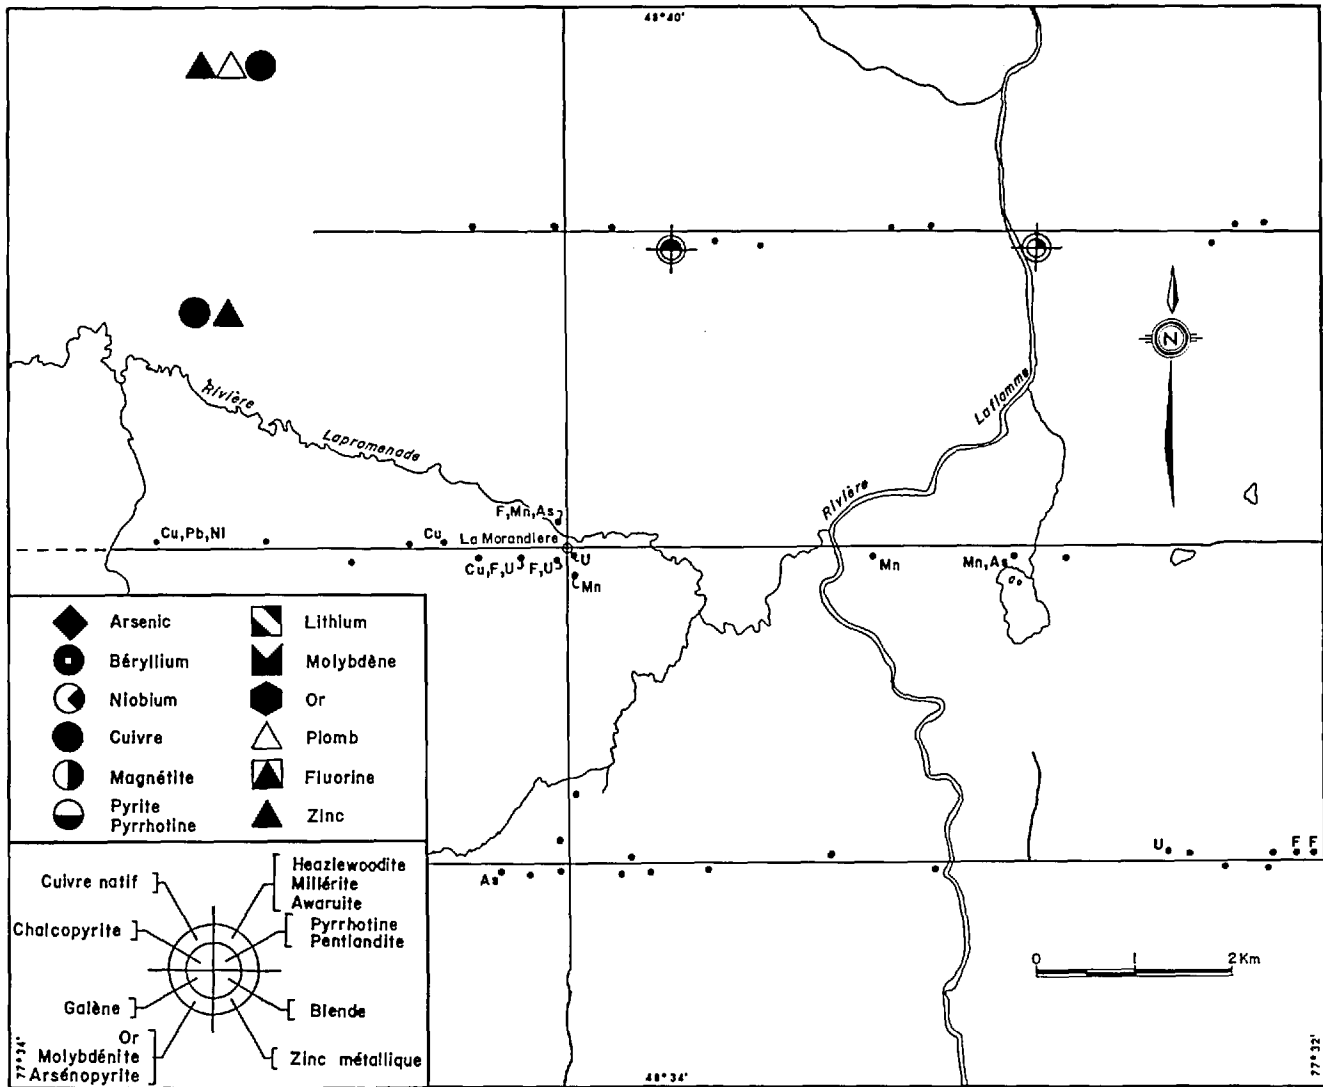 48°40'
N
Rivière
Lapromenade
Laflamme
Rivière
F,Mn,As
Cu,Pb,Ni
Cu
La Morandiere
U
Cu,F,U
F,U
Mn
Mn
Mn,As
Arsenic
Béryllium
Niobium
Cuivre
Magnétite
Pyrite
Pyrrhotine
Lithium
Molybdène
Or
Plomb
Fluorine
Zinc
As
U
F F
Cuivre natif
Heazlewoodite
Millérite
Awaruite
Chalcopyrite
Pyrrhotine
Pentlandite
Galène
Blende
Or
Molybdénite
Arsénopyrite
Zinc métallique
0 1 2 Km
77°34'
48°34'
77°32'